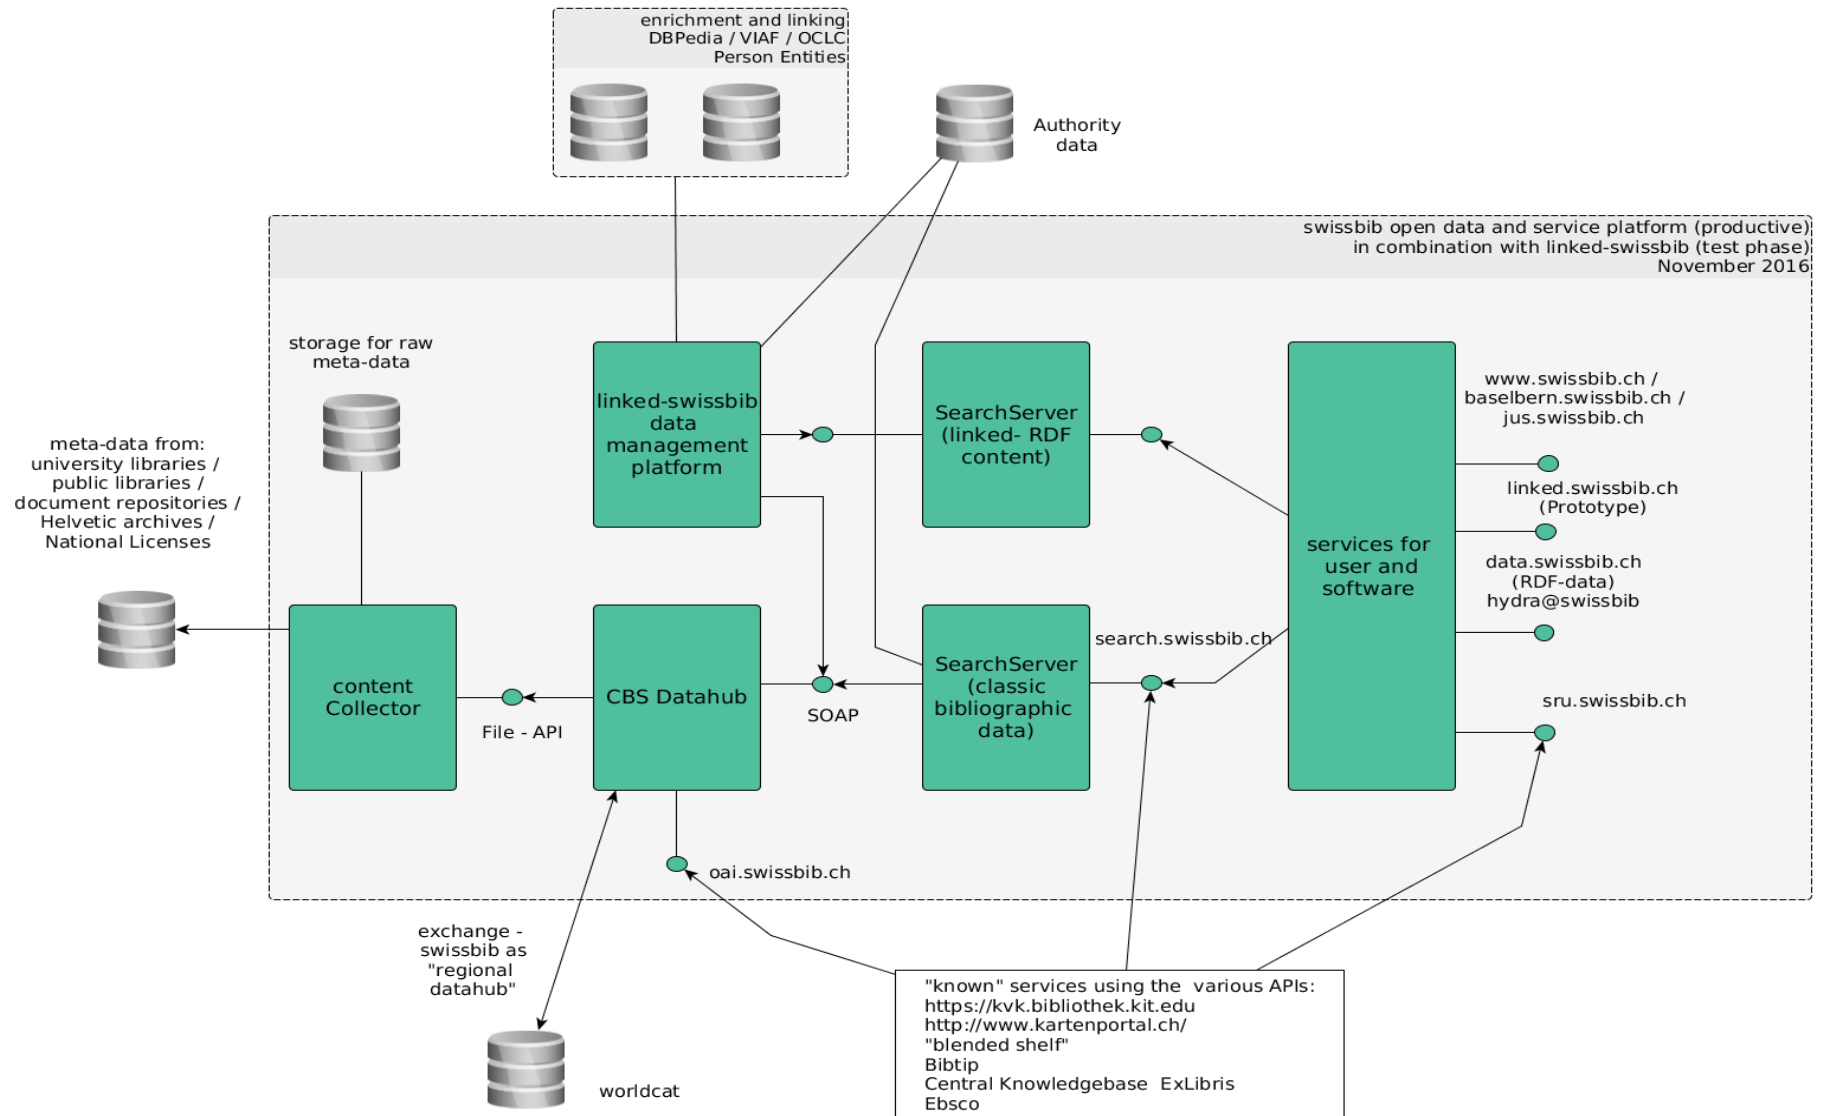 enrichment and linking
DBPedia / VIAF / OCLC
Person Entities
Authority
data
swissbib open data and service platform (productive)
in combination with linked-swissbib (test phase)
November 2016
storage for raw
meta-data
meta-data from:
university libraries /
public libraries /
document repositories /
Helvetic archives /
National Licenses
linked-swissbib
data
management
platform
SearchServer
(linked- RDF
content)
services for
user and
software
www.swissbib.ch /
baselbern.swissbib.ch /
jus.swissbib.ch
linked.swissbib.ch
(Prototype)
data.swissbib.ch
(RDF-data)
hydra@swissbib
sru.swissbib.ch
content
Collector
File - API
CBS Datahub
SOAP
SearchServer
(classic
bibliographic
data)
search.swissbib.ch
oai.swissbib.ch
exchange -
swissbib as
"regional
datahub"
worldcat
"known" services using the  various APIs:
https://kvk.bibliothek.kit.edu
http://www.kartenportal.ch/
"blended shelf"
Bibtip
Central Knowledgebase  ExLibris
Ebsco